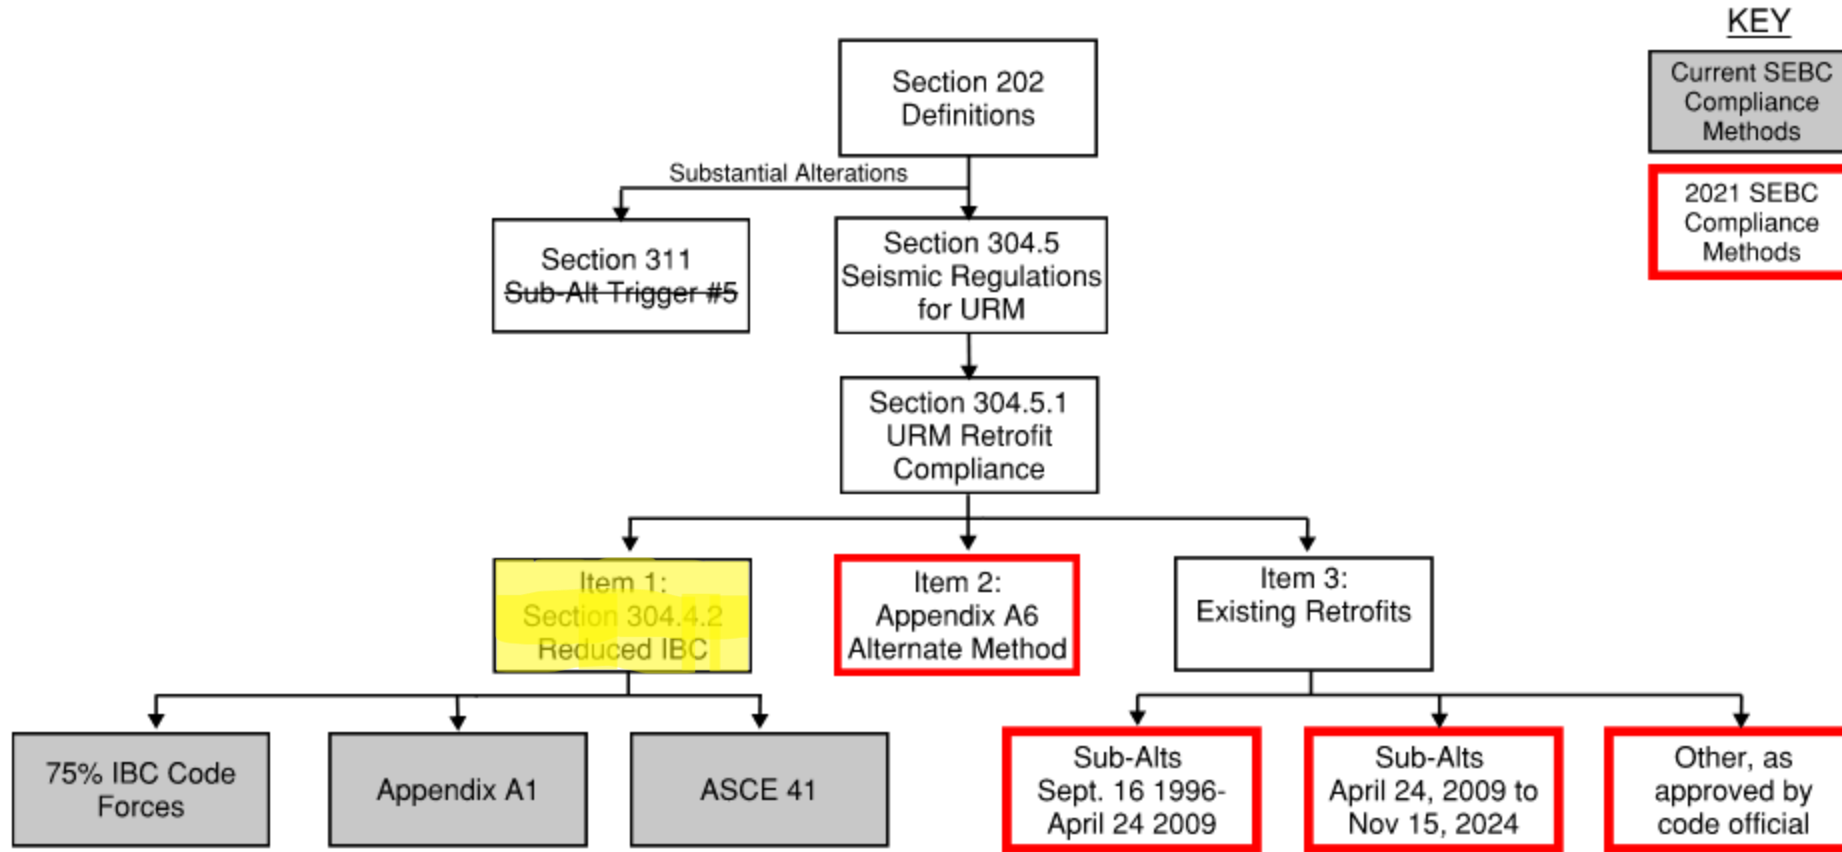 KEY
Current SEBC
Compliance
Methods
2021 SEBC
Compliance
Methods
Section 202
Definitions
Substantial Alterations
Section 311
Sub-Alt Trigger #5
Section 304.5
Seismic Regulations
for URM
Section 304.5.1
URM Retrofit
Compliance
Item 1:
Section 304.4.2
Reduced IBC
Item 2:
Appendix A6
Alternate Method
Item 3:
Existing Retrofits
75% IBC Code
Forces
Appendix A1
ASCE 41
Sub-Alts
Sept. 16 1996-
April 24 2009
Sub-Alts
April 24, 2009 to
Nov 15, 2024
Other, as
approved by
code official